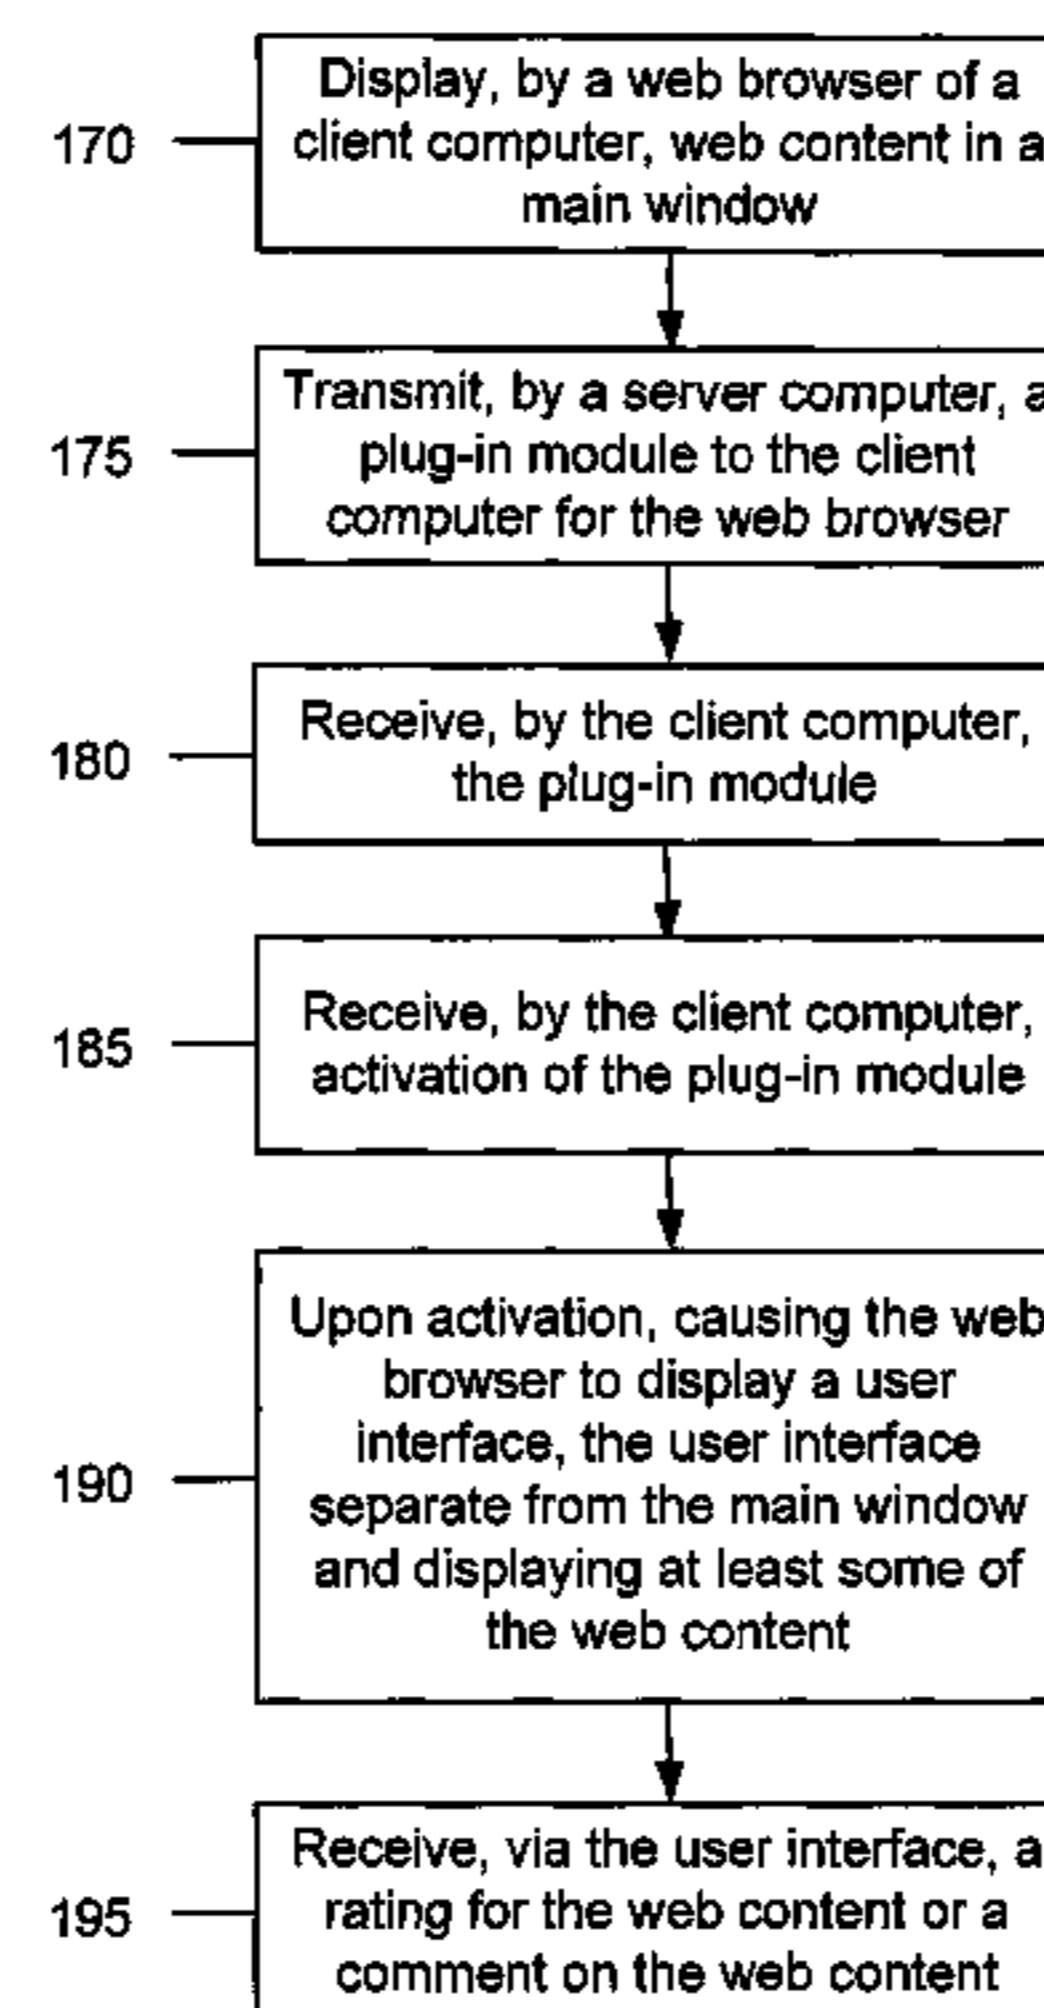 170
Display, by a web browser of a
client computer, web content in a
main window
175
Transmit, by a server computer, a
plug-in module to the client
computer for the web browser
180
Receive, by the client computer,
the plug-in module
185
Receive, by the client computer,
activation of the plug-in module
190
Upon activation, causing the web
browser to display a user
interface, the user interface
separate from the main window
and displaying at least some of
the web content
195
Receive, via the user interface, a
rating for the web content or a
comment on the web content